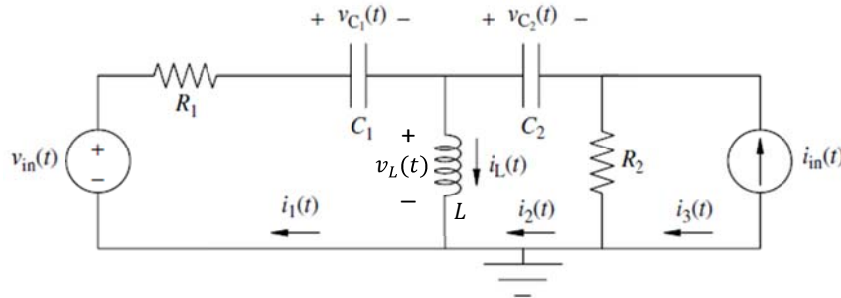 + v_C₁(t) −
+ v_C₂(t) −
R₁
C₁
C₂
+
−
v_in(t)
+
v_L(t)
−
L
i_L(t)
R₂
i_in(t)
i₁(t)
i₂(t)
i₃(t)